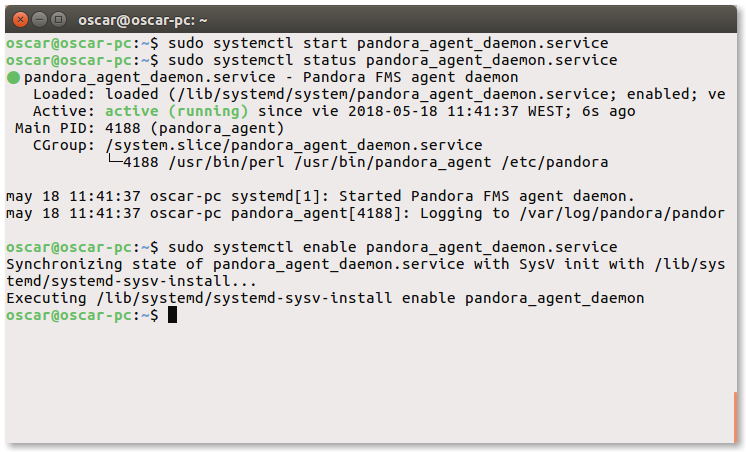 oscar@oscar-pc: ~
oscar@oscar-pc:~$ sudo systemctl start pandora_agent_daemon.service
oscar@oscar-pc:~$ sudo systemctl status pandora_agent_daemon.service
● pandora_agent_daemon.service - Pandora FMS agent daemon
   Loaded: loaded (/lib/systemd/system/pandora_agent_daemon.service; enabled; ve
   Active: active (running) since vie 2018-05-18 11:41:37 WEST; 6s ago
 Main PID: 4188 (pandora_agent)
   CGroup: /system.slice/pandora_agent_daemon.service
           └─4188 /usr/bin/perl /usr/bin/pandora_agent /etc/pandora
may 18 11:41:37 oscar-pc systemd[1]: Started Pandora FMS agent daemon.
may 18 11:41:37 oscar-pc pandora_agent[4188]: Logging to /var/log/pandora/pandor
oscar@oscar-pc:~$ sudo systemctl enable pandora_agent_daemon.service
Synchronizing state of pandora_agent_daemon.service with SysV init with /lib/sys
temd/systemd-sysv-install...
Executing /lib/systemd/systemd-sysv-install enable pandora_agent_daemon
oscar@oscar-pc:~$